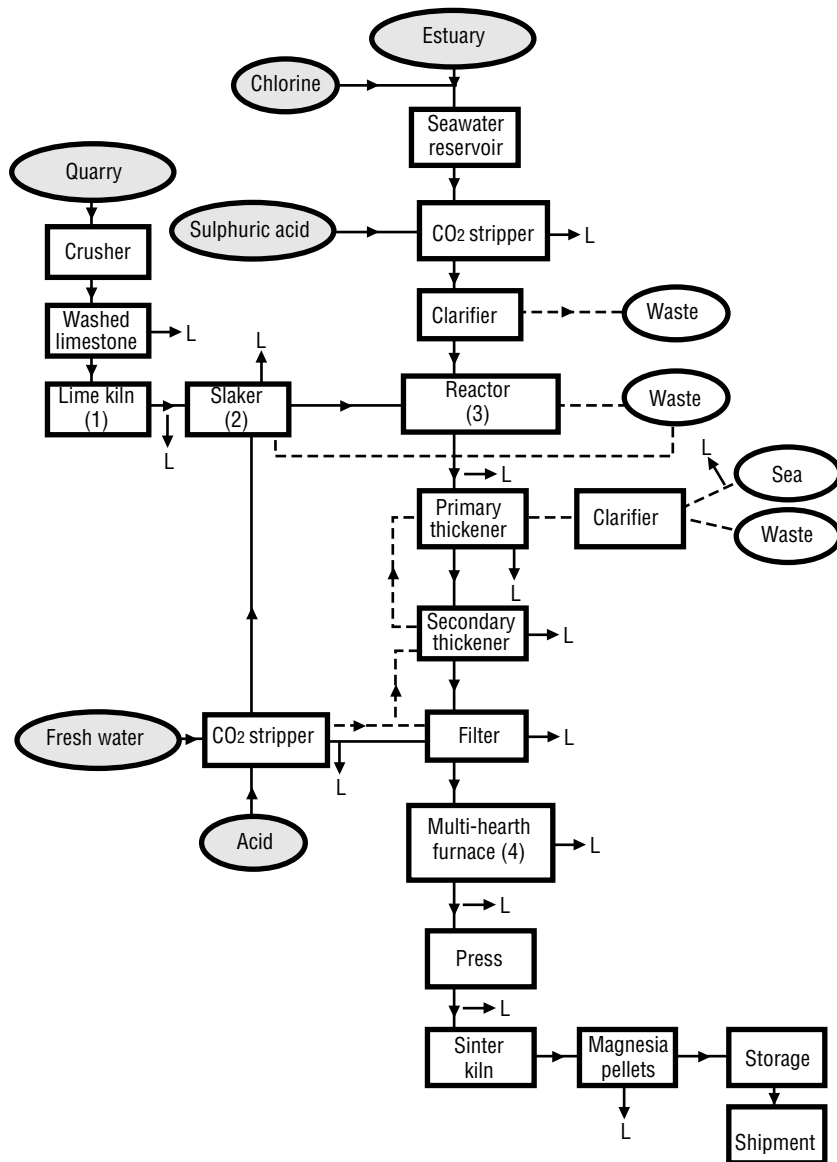 Estuary
Chlorine
Seawater
reservoir
Quarry
Sulphuric acid
CO2 stripper
L
Crusher
Washed
limestone
L
Clarifier
Waste
L
Lime kiln
(1)
Slaker
(2)
Reactor
(3)
Waste
L
L
L
Sea
Primary
thickener
Clarifier
Waste
L
Secondary
thickener
L
Fresh water
CO2 stripper
Filter
L
L
Acid
Multi-hearth
furnace (4)
L
L
Press
L
Sinter
kiln
Magnesia
pellets
Storage
L
Shipment